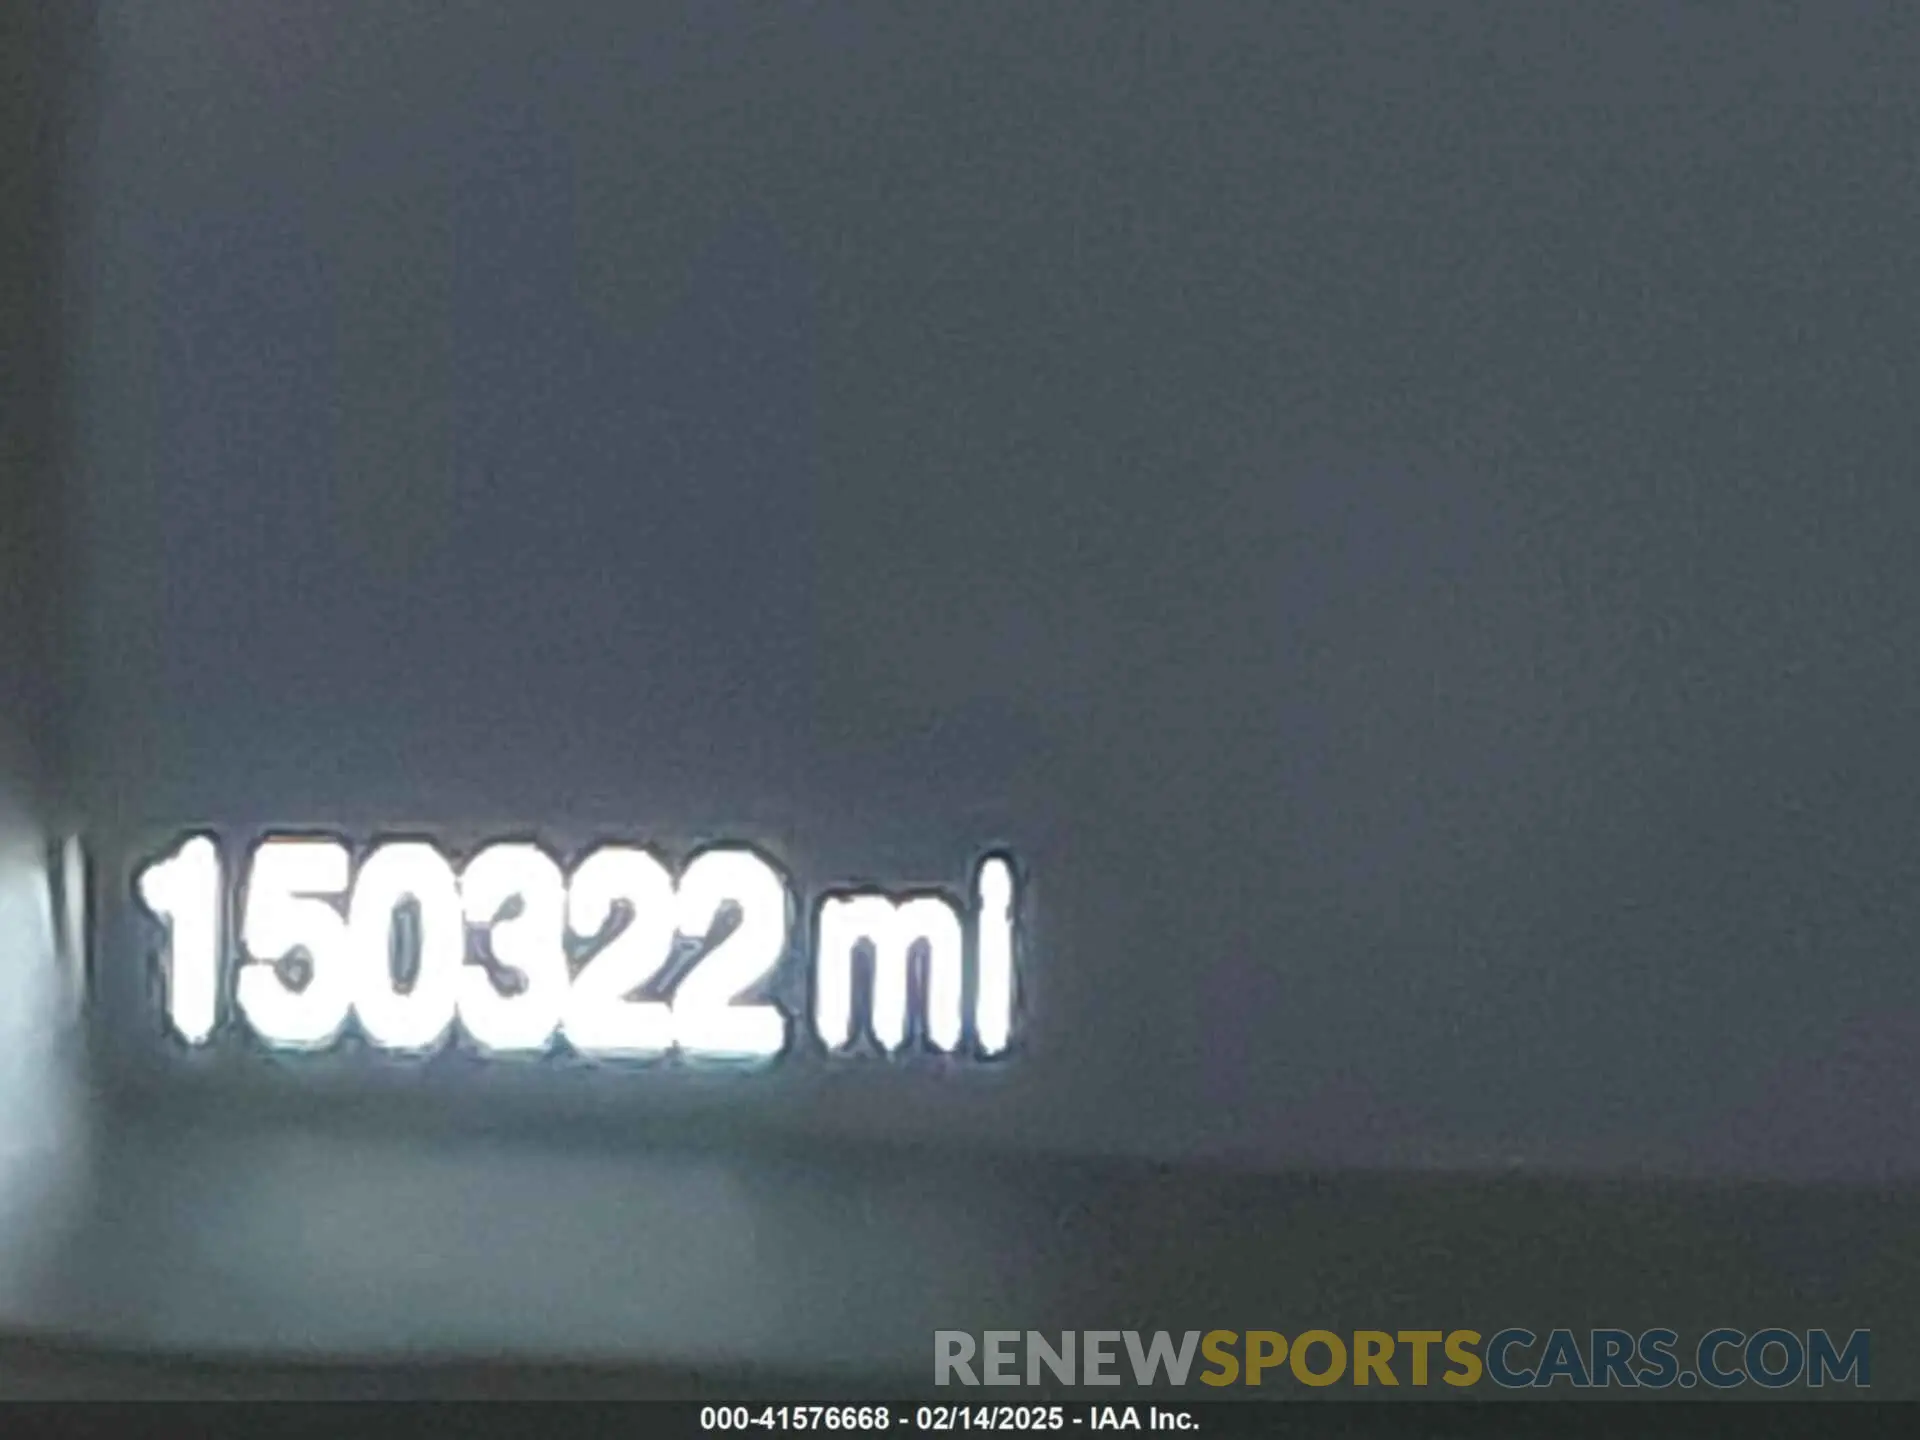 150322 mi
RENEWSPORTSCARS.COM
000-41576668 - 02/14/2025 - IAA Inc.